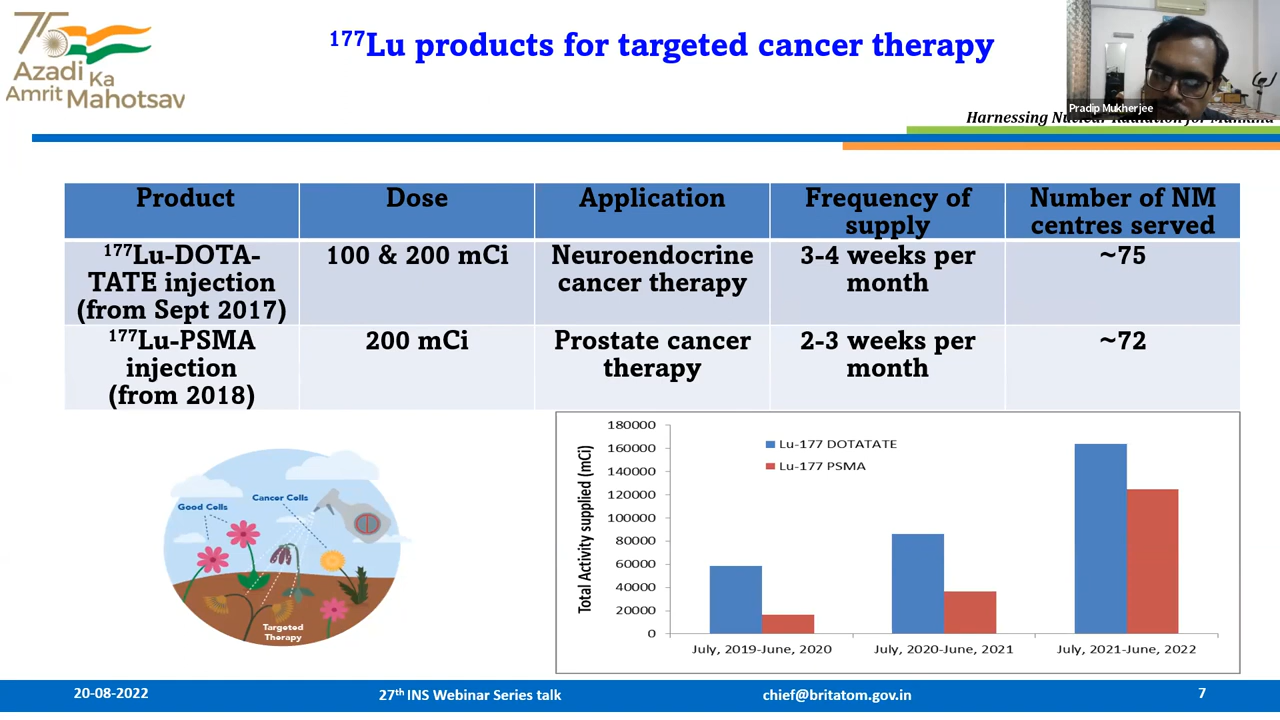 75
Azadi Ka
Amrit Mahotsav
¹⁷⁷Lu products for targeted cancer therapy
Pradip Mukherjee
Harnessing Nuclear Radiation for Mankind
Product
Dose
Application
Frequency of
supply
Number of NM
centres served
¹⁷⁷Lu-DOTA-
TATE injection
(from Sept 2017)
100 & 200 mCi
Neuroendocrine
cancer therapy
3-4 weeks per
month
~75
¹⁷⁷Lu-PSMA
injection
(from 2018)
200 mCi
Prostate cancer
therapy
2-3 weeks per
month
~72
Good Cells
Cancer Cells
Targeted
Therapy
Total Activity supplied (mCi)
180000
160000
140000
120000
100000
80000
60000
40000
20000
0
Lu-177 DOTATATE
Lu-177 PSMA
July, 2019-June, 2020
July, 2020-June, 2021
July, 2021-June, 2022
20-08-2022
27ᵗʰ INS Webinar Series talk
chief@britatom.gov.in
7